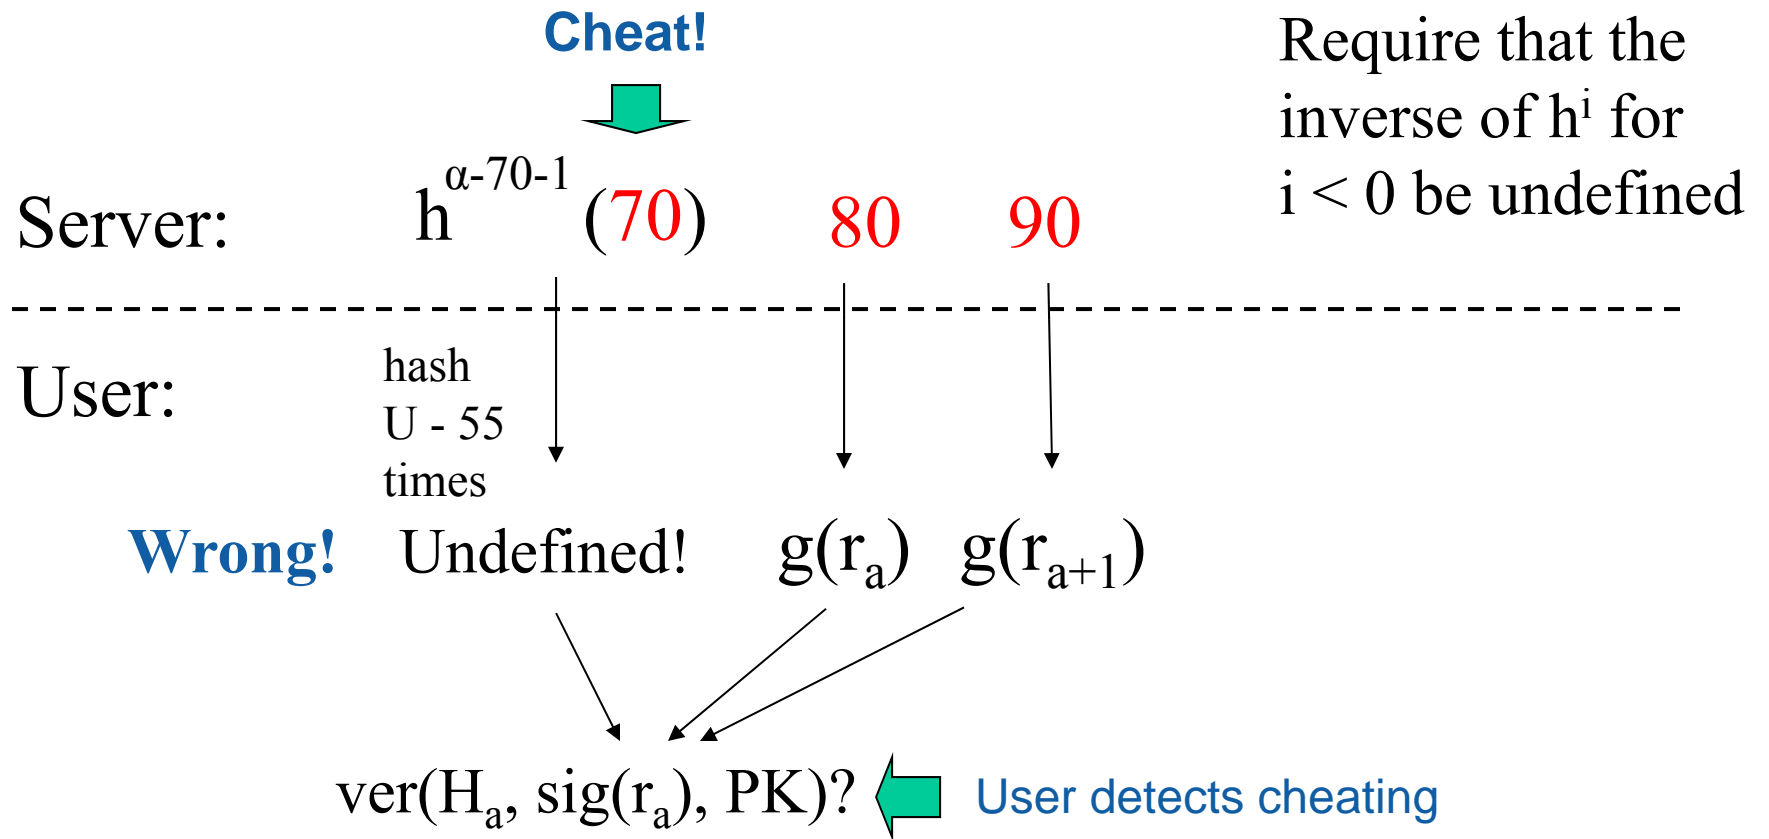 Cheat!
Require that the
inverse of hⁱ for
i < 0 be undefined
Server: h^α-70-1 (70) 80 90
User:
hash
U - 55
times
Wrong! Undefined! g(rₐ) g(rₐ₊₁)
ver(Hₐ, sig(rₐ), PK)? User detects cheating